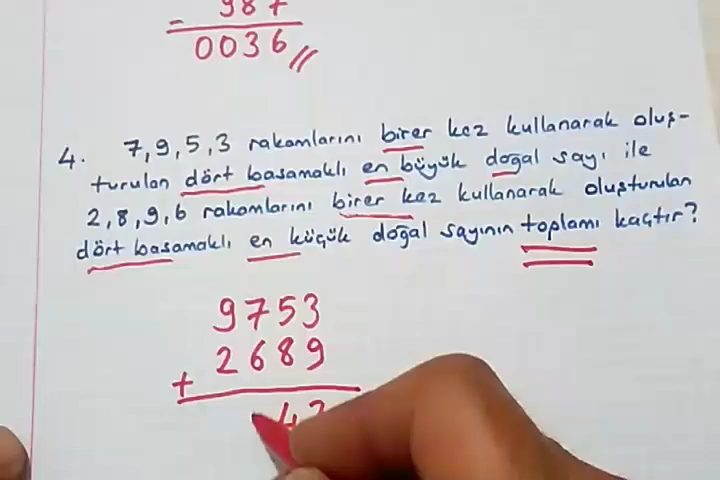 - 987
0036 //
4. 7,9,5,3 rakamlarını birer kez kullanarak oluş-
turulan dört basamaklı en büyük doğal sayı ile
2,8,9,6 rakamlarını birer kez kullanarak oluşturulan
dört basamaklı en küçük doğal sayının toplamı kaçtır?
9753
2689
+
42